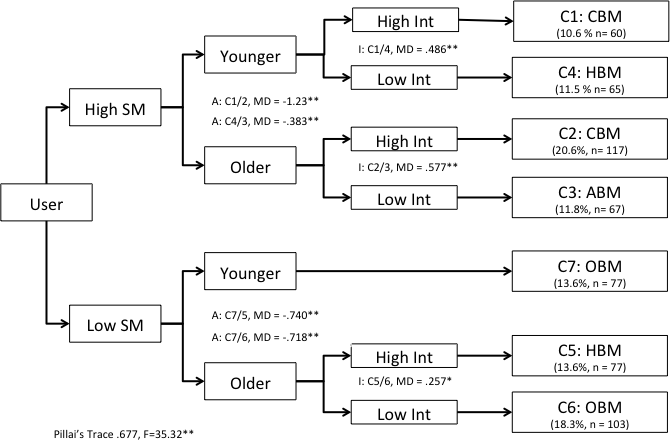 High Int
C1: CBM
(10.6 % n= 60)
Younger
I: C1/4, MD = .486**
Low Int
C4: HBM
(11.5 % n= 65)
High SM
A: C1/2, MD = -1.23**
A: C4/3, MD = -.383**
High Int
C2: CBM
(20.6%, n= 117)
Older
I: C2/3, MD = .577**
Low Int
C3: ABM
(11.8%, n= 67)
User
Younger
C7: OBM
(13.6%, n = 77)
Low SM
A: C7/5, MD = -.740**
A: C7/6, MD = -.718**
High Int
C5: HBM
(13.6%, n = 77)
Older
I: C5/6, MD = .257*
Low Int
C6: OBM
(18.3%, n = 103)
Pillai's Trace .677, F=35.32**